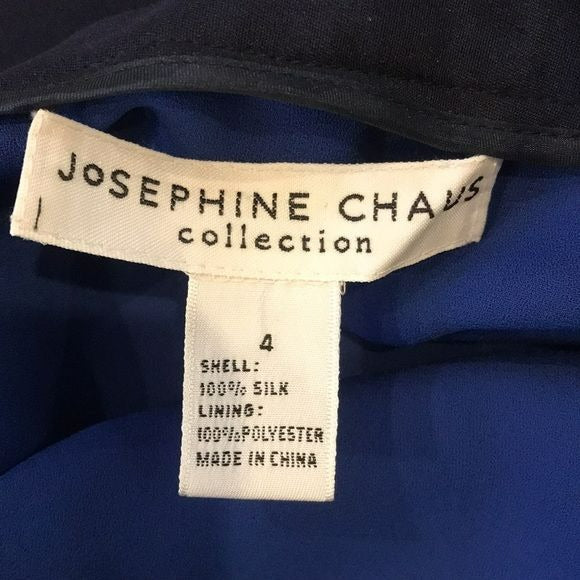 JoSEPHINE CHAUS
collection
4
SHELL:
100% SILK
LINING:
100%POLYESTER
MADE IN CHINA